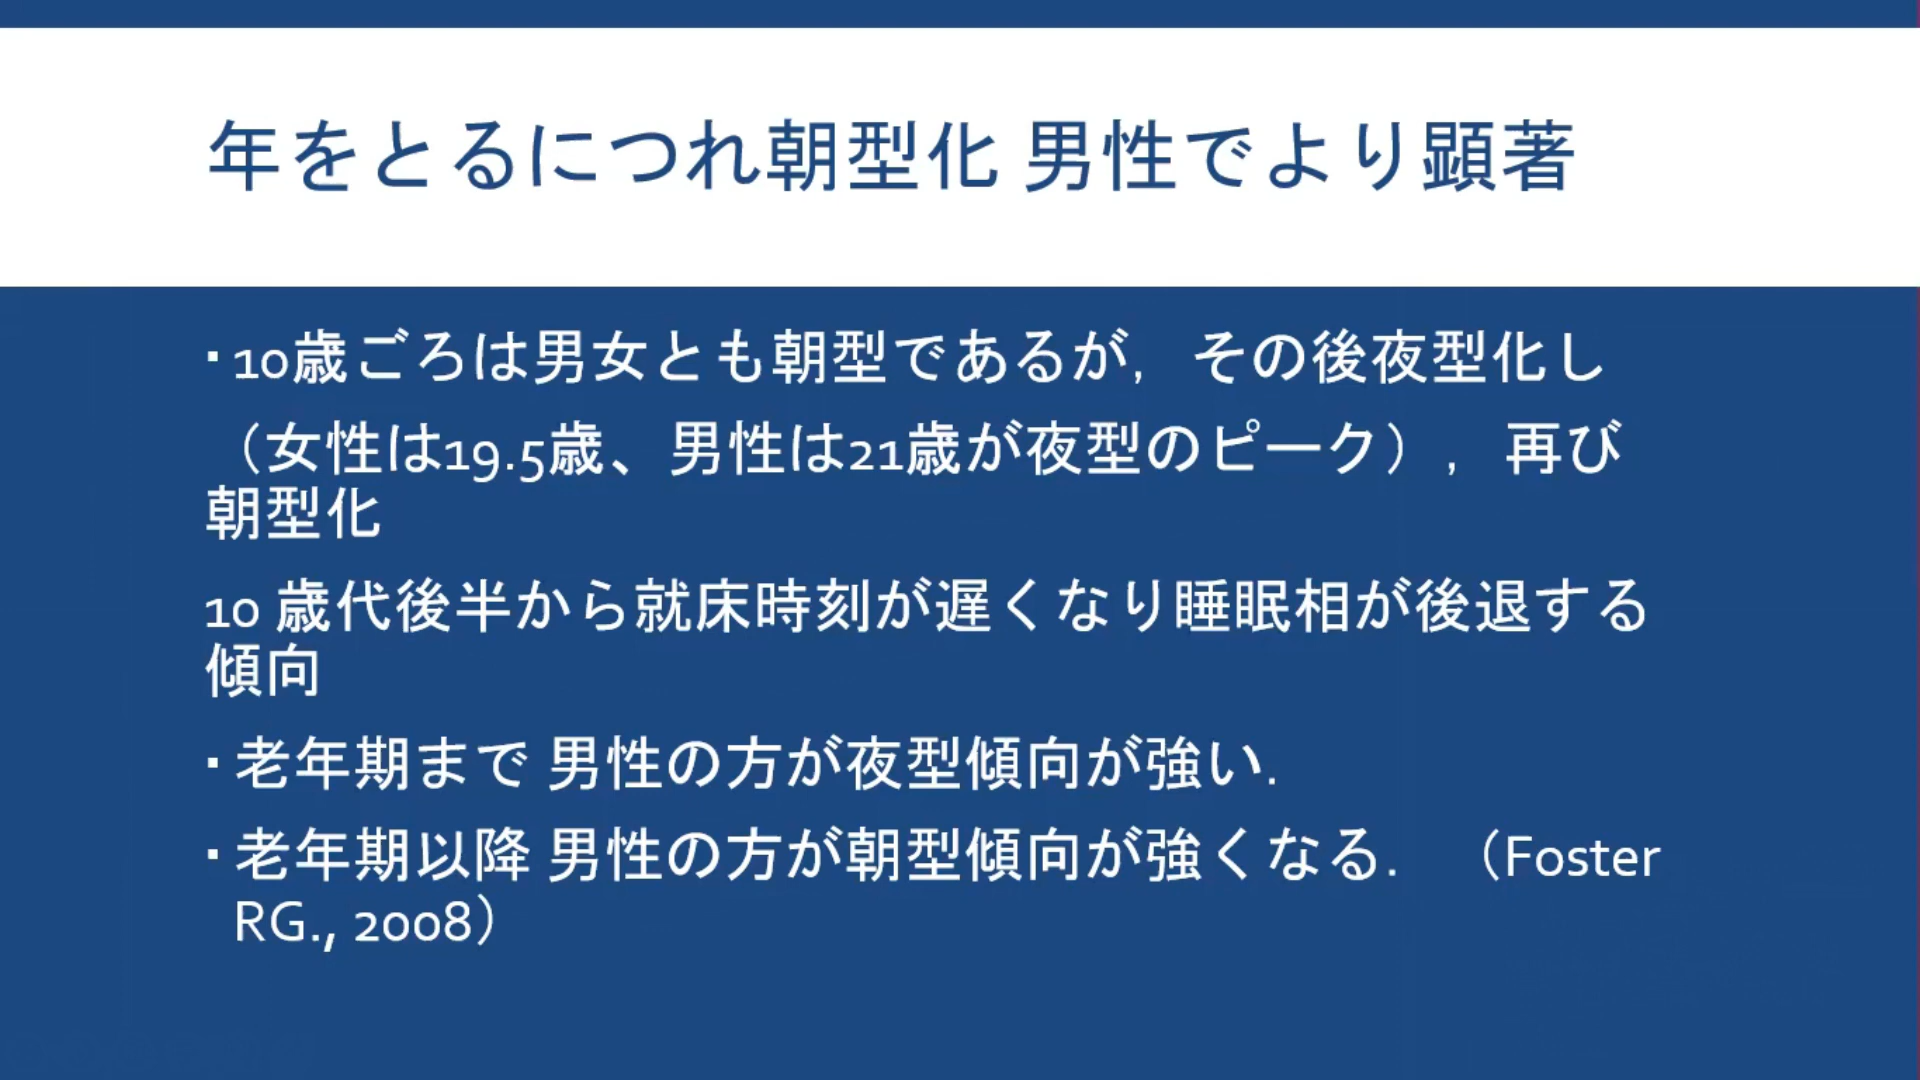 年をとるにつれ朝型化 男性でより顕著
▪10歳ごろは男女とも朝型であるが，その後夜型化し
（女性は19.5歳、男性は21歳が夜型のピーク），再び
朝型化
10 歳代後半から就床時刻が遅くなり睡眠相が後退する
傾向
▪老年期まで 男性の方が夜型傾向が強い.
▪老年期以降 男性の方が朝型傾向が強くなる. （Foster
RG., 2008）